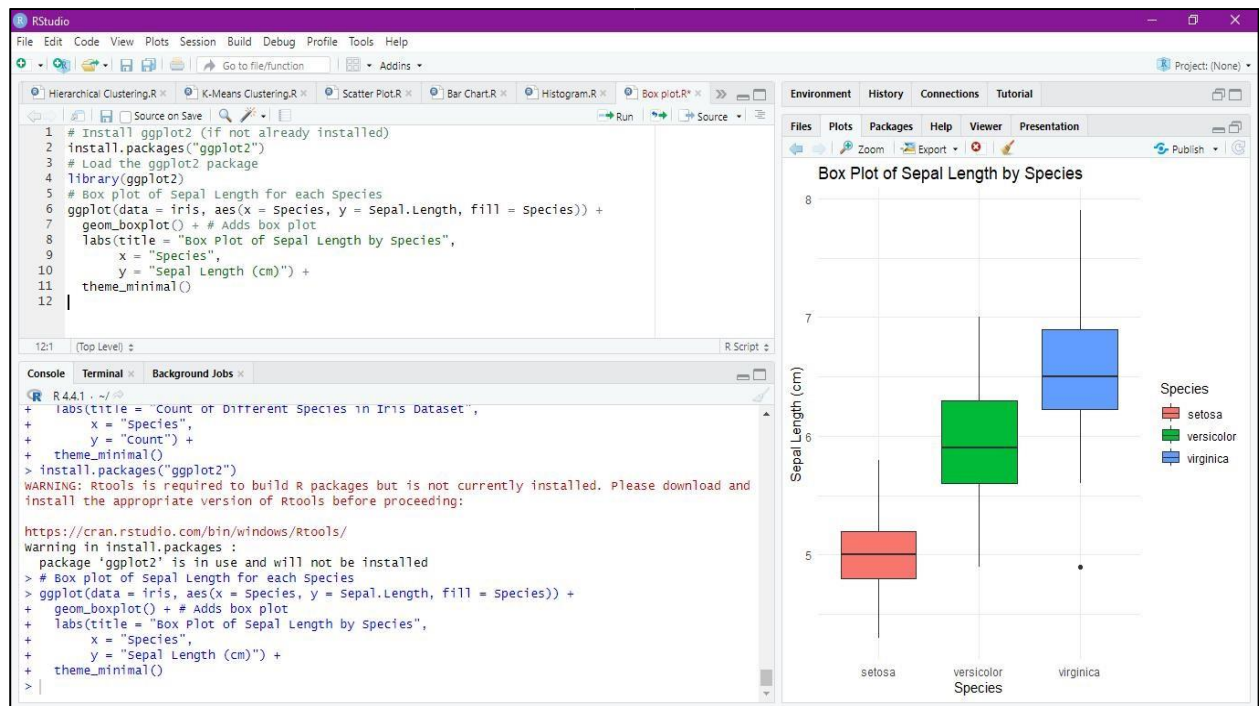 RStudio
File Edit Code View Plots Session Build Debug Profile Tools Help
Go to file/function Addins Project: (None)
Hierarchical Clustering.R K-Means Clustering.R Scatter Plot.R Bar Chart.R Histogram.R Box plot.R*
Source on Save Run Source
1 # Install ggplot2 (if not already installed)
2 install.packages("ggplot2")
3 # Load the ggplot2 package
4 library(ggplot2)
5 # Box plot of Sepal Length for each Species
6 ggplot(data = iris, aes(x = Species, y = Sepal.Length, fill = Species)) +
7 geom_boxplot() + # Adds box plot
8 labs(title = "Box Plot of Sepal Length by Species",
9 x = "Species",
10 y = "Sepal Length (cm)") +
11 theme_minimal()
12
12:1 (Top Level) R Script
Console Terminal Background Jobs
R 4.4.1 · ~/
+ labs(title = "Count of Different Species in Iris Dataset",
+ x = "Species",
+ y = "Count") +
+ theme_minimal()
> install.packages("ggplot2")
WARNING: Rtools is required to build R packages but is not currently installed. Please download and
install the appropriate version of Rtools before proceeding:
https://cran.rstudio.com/bin/windows/Rtools/
Warning in install.packages :
package ‘ggplot2’ is in use and will not be installed
> # Box plot of Sepal Length for each Species
> ggplot(data = iris, aes(x = Species, y = Sepal.Length, fill = Species)) +
+ geom_boxplot() + # Adds box plot
+ labs(title = "Box Plot of Sepal Length by Species",
+ x = "Species",
+ y = "Sepal Length (cm)") +
+ theme_minimal()
>
Environment History Connections Tutorial
Files Plots Packages Help Viewer Presentation
Zoom Export Publish
Box Plot of Sepal Length by Species
8
7
6
5
Sepal Length (cm)
setosa versicolor virginica
Species
Species
setosa
versicolor
virginica